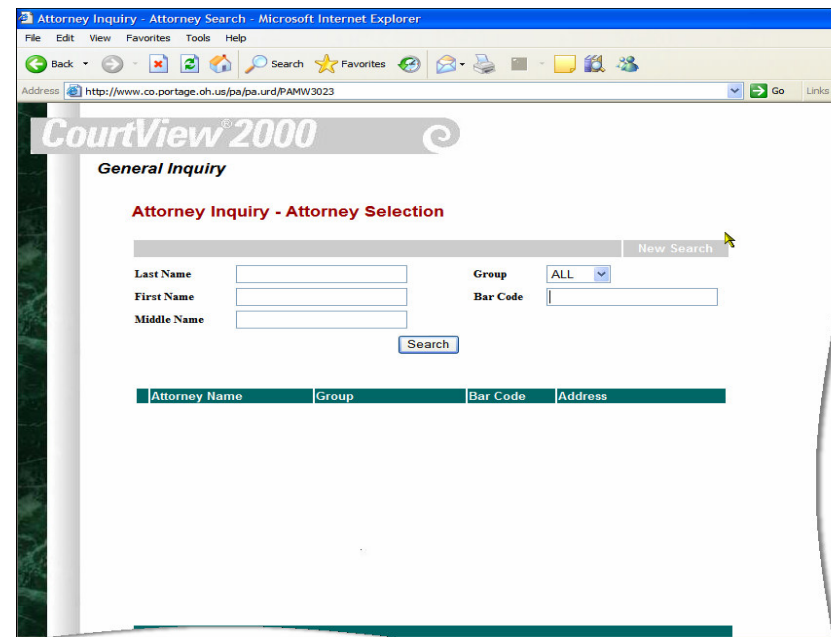 Attorney Inquiry - Attorney Search - Microsoft Internet Explorer
File Edit View Favorites Tools Help
Back Search Favorites
Address http://www.co.portage.oh.us/pa/pa.urd/PAMW3023 Go Links
CourtView®2000
General Inquiry
Attorney Inquiry - Attorney Selection
New Search
Last Name Group ALL
First Name Bar Code
Middle Name
Search
Attorney Name Group Bar Code Address